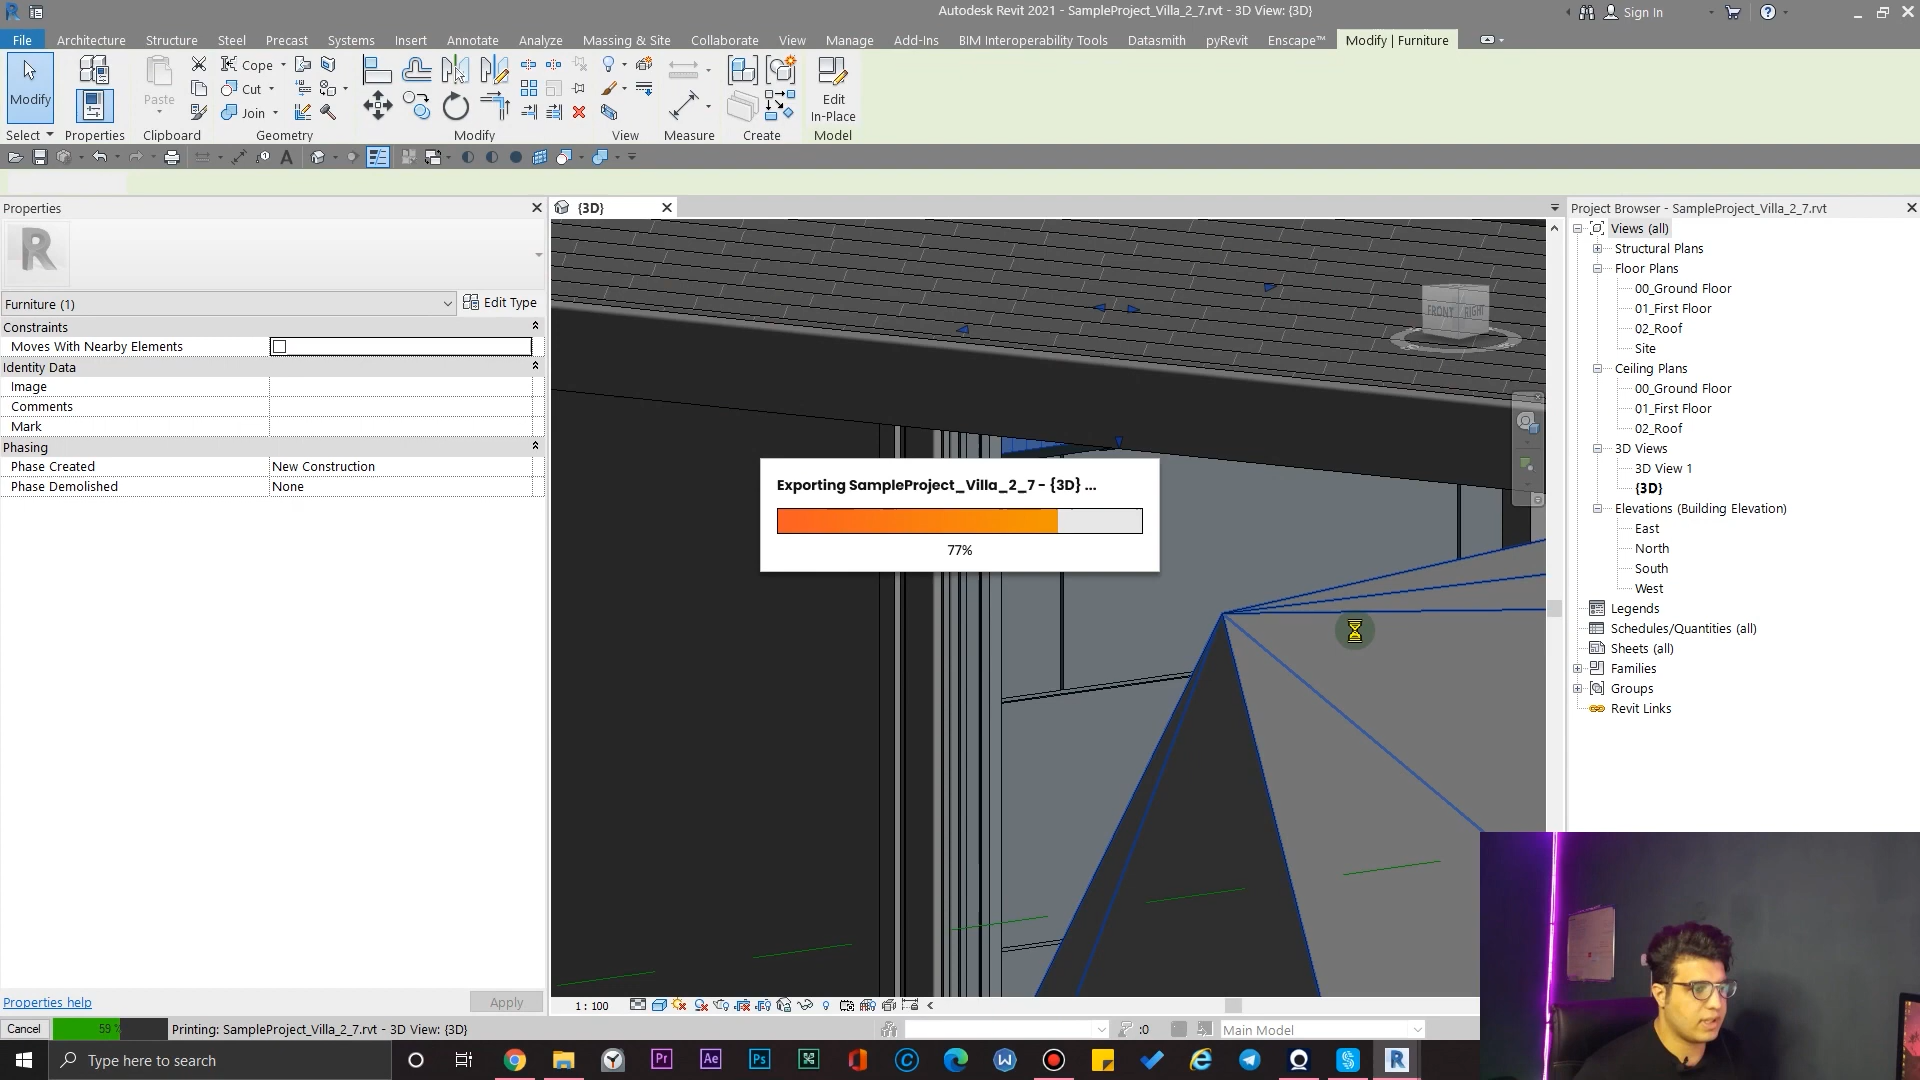 Autodesk Revit 2021 - SampleProject_Villa_2_7.rvt - 3D View: {3D}
Sign In
File Architecture Structure Steel Precast Systems Insert Annotate Analyze Massing & Site Collaborate View Manage Add-Ins BIM Interoperability Tools Datasmith pyRevit Enscape™ Modify | Furniture
Modify
Paste
Cope
Cut
Join
Edit
In-Place
Select Properties Clipboard Geometry Modify View Measure Create Model
Properties
{3D}
Project Browser - SampleProject_Villa_2_7.rvt
Furniture (1)
Edit Type
Constraints
Moves With Nearby Elements
Identity Data
Image
Comments
Mark
Phasing
Phase Created New Construction
Phase Demolished None
FRONT RIGHT
Exporting SampleProject_Villa_2_7 - {3D} ...
77%
Views (all)
Structural Plans
Floor Plans
00_Ground Floor
01_First Floor
02_Roof
Site
Ceiling Plans
00_Ground Floor
01_First Floor
02_Roof
3D Views
3D View 1
{3D}
Elevations (Building Elevation)
East
North
South
West
Legends
Schedules/Quantities (all)
Sheets (all)
Families
Groups
Revit Links
Properties help
Apply
1 : 100
Cancel
59 %
Printing: SampleProject_Villa_2_7.rvt - 3D View: {3D}
:0
Main Model
Type here to search
Pr
Ae
Ps